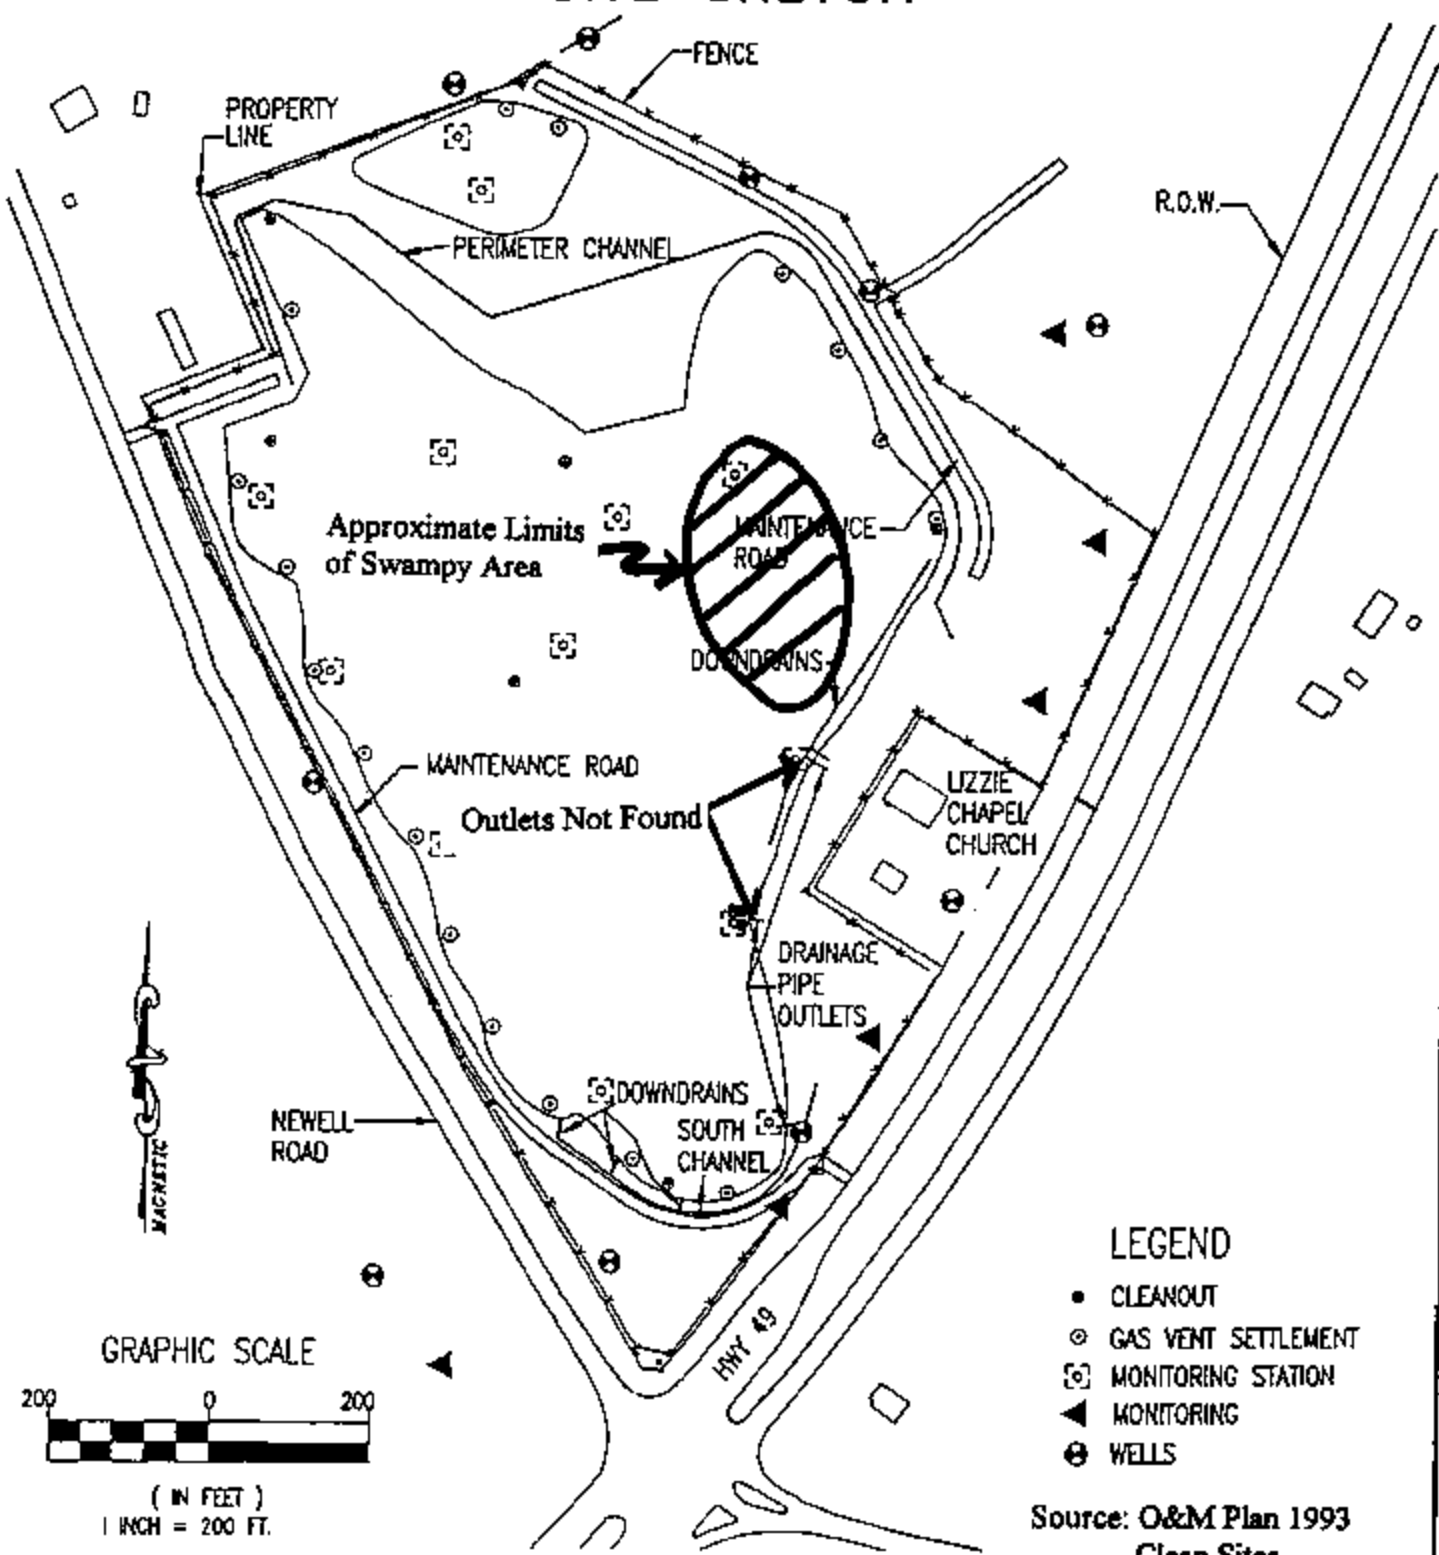 FENCE
PROPERTY
LINE
R.O.W.
PERIMETER CHANNEL
Approximate Limits
of Swampy Area
MAINTENANCE
ROAD
DOWNDRAINS
MAINTENANCE ROAD
LIZZIE
CHAPEL
CHURCH
Outlets Not Found
DRAINAGE
PIPE
OUTLETS
DOWNDRAINS
SOUTH
CHANNEL
NEWELL
ROAD
MAGNETIC
HWY 49
LEGEND
CLEANOUT
GAS VENT SETTLEMENT
MONITORING STATION
MONITORING
WELLS
GRAPHIC SCALE
200 0 200
( IN FEET )
1 INCH = 200 FT.
Source: O&M Plan 1993